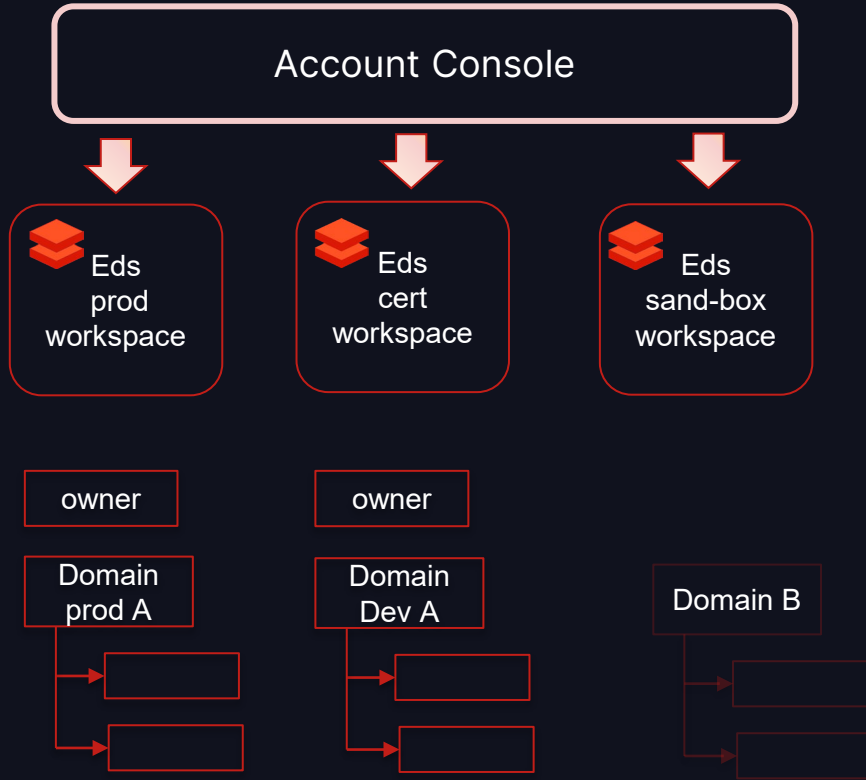 Account Console
Eds
prod
workspace
Eds
cert
workspace
Eds
sand-box
workspace
owner
owner
Domain
prod A
Domain
Dev A
Domain B